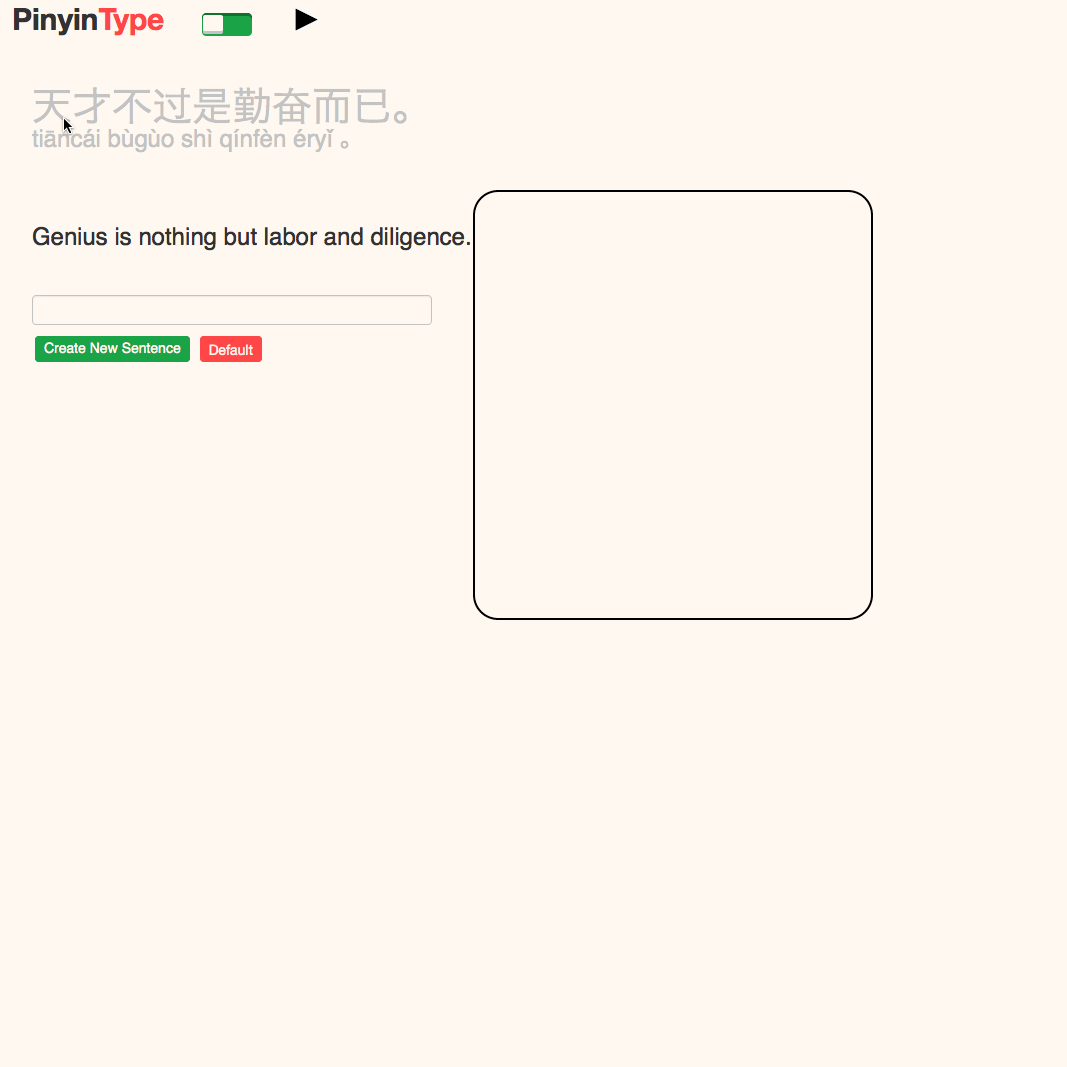 PinyinType
天才不过是勤奋而已。
tiāncái bùgùo shì qínfèn éryǐ 。
Genius is nothing but labor and diligence.
Create New Sentence
Default